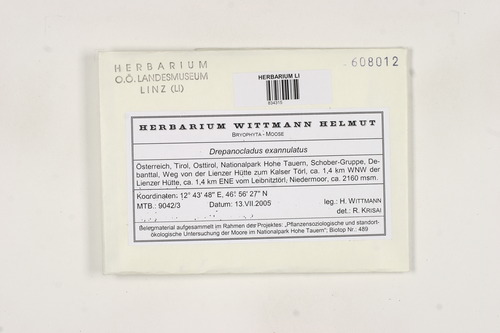 HERBARIUM
O.Ö. LANDESMUSEUM
LINZ (LI)
HERBARIUM LI
834315
608012
HERBARIUM WITTMANN HELMUT
BRYOPHYTA - MOOSE
Drepanocladus exannulatus
Österreich, Tirol, Osttirol, Nationalpark Hohe Tauern, Schober-Gruppe, De-
banttal, Weg von der Lienzer Hütte zum Kalser Törl, ca. 1,4 km WNW der
Lienzer Hütte, ca. 1,4 km ENE vom Leibnitztörl, Niedermoor, ca. 2160 msm.
Koordinaten: 12° 43' 48" E, 46° 56' 27" N
MTB.: 9042/3 Datum: 13.VII.2005
leg.: H. WITTMANN
det.: R. KRISAI
Belegmaterial aufgesammelt im Rahmen des Projektes: „Pflanzensoziologische und standort-
ökologische Untersuchung der Moore im Nationalpark Hohe Tauern"; Biotop Nr.: 489